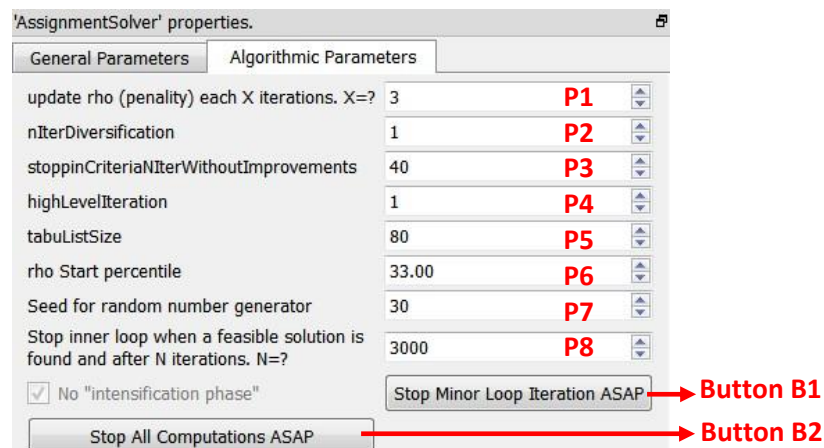 'AssignmentSolver' properties.
General Parameters Algorithmic Parameters
update rho (penality) each X iterations. X=? 3 P1
nIterDiversification 1 P2
stoppinCriteriaNIterWithoutImprovements 40 P3
highLevelIteration 1 P4
tabuListSize 80 P5
rho Start percentile 33.00 P6
Seed for random number generator 30 P7
Stop inner loop when a feasible solution is
found and after N iterations. N=? 3000 P8
No "intensification phase" Stop Minor Loop Iteration ASAP Button B1
Stop All Computations ASAP Button B2